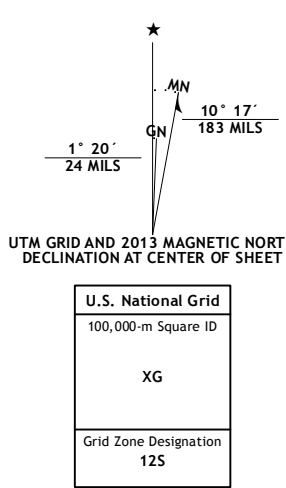 ★
MN
GN
10° 17´
183 MILS
1° 20´
24 MILS
UTM GRID AND 2013 MAGNETIC NORT
DECLINATION AT CENTER OF SHEET
U.S. National Grid
100,000-m Square ID
XG
Grid Zone Designation
12S